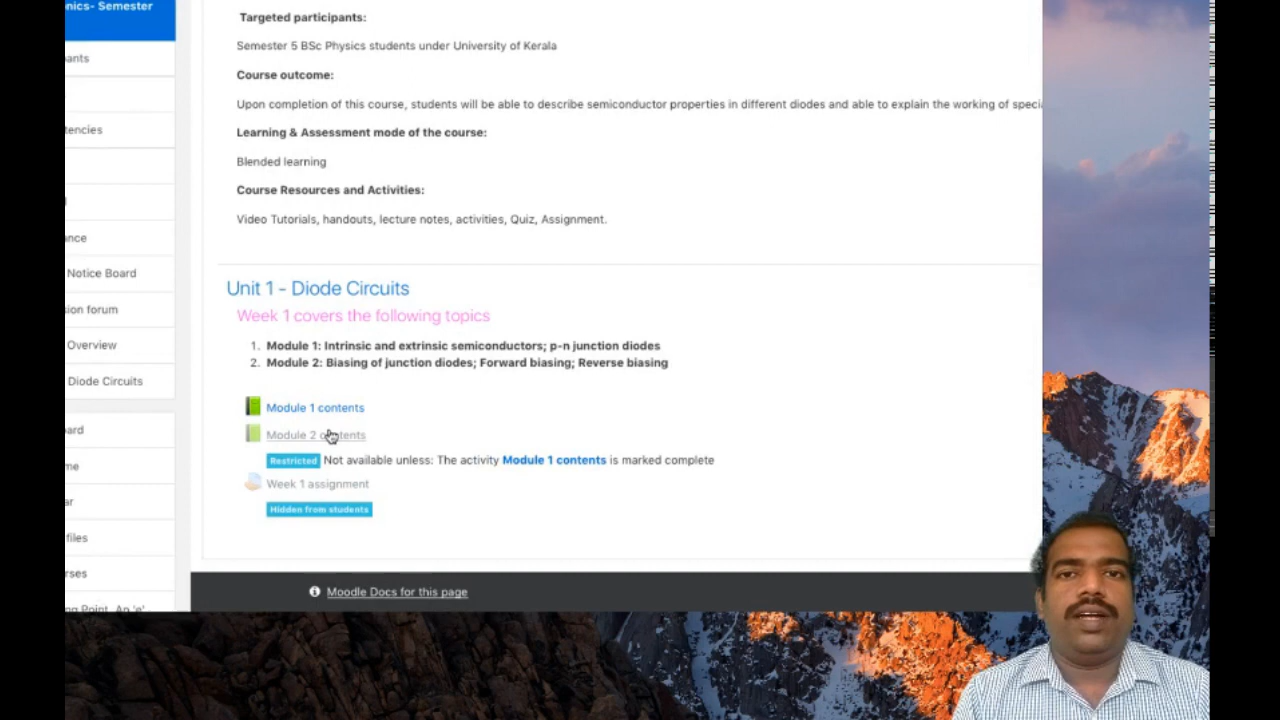 nics- Semester
ants
tencies
ance
Notice Board
sion forum
Overview
Diode Circuits
ard
me
ar
files
rses
ng Point, Ap 'e'
Targeted participants:
Semester 5 BSc Physics students under University of Kerala
Course outcome:
Upon completion of this course, students will be able to describe semiconductor properties in different diodes and able to explain the working of speci
Learning & Assessment mode of the course:
Blended learning
Course Resources and Activities:
Video Tutorials, handouts, lecture notes, activities, Quiz, Assignment.
Unit 1 - Diode Circuits
Week 1 covers the following topics
1. Module 1: Intrinsic and extrinsic semiconductors; p-n junction diodes
2. Module 2: Biasing of junction diodes; Forward biasing; Reverse biasing
Module 1 contents
Module 2 contents
Restricted Not available unless: The activity Module 1 contents is marked complete
Week 1 assignment
Hidden from students
Moodle Docs for this page